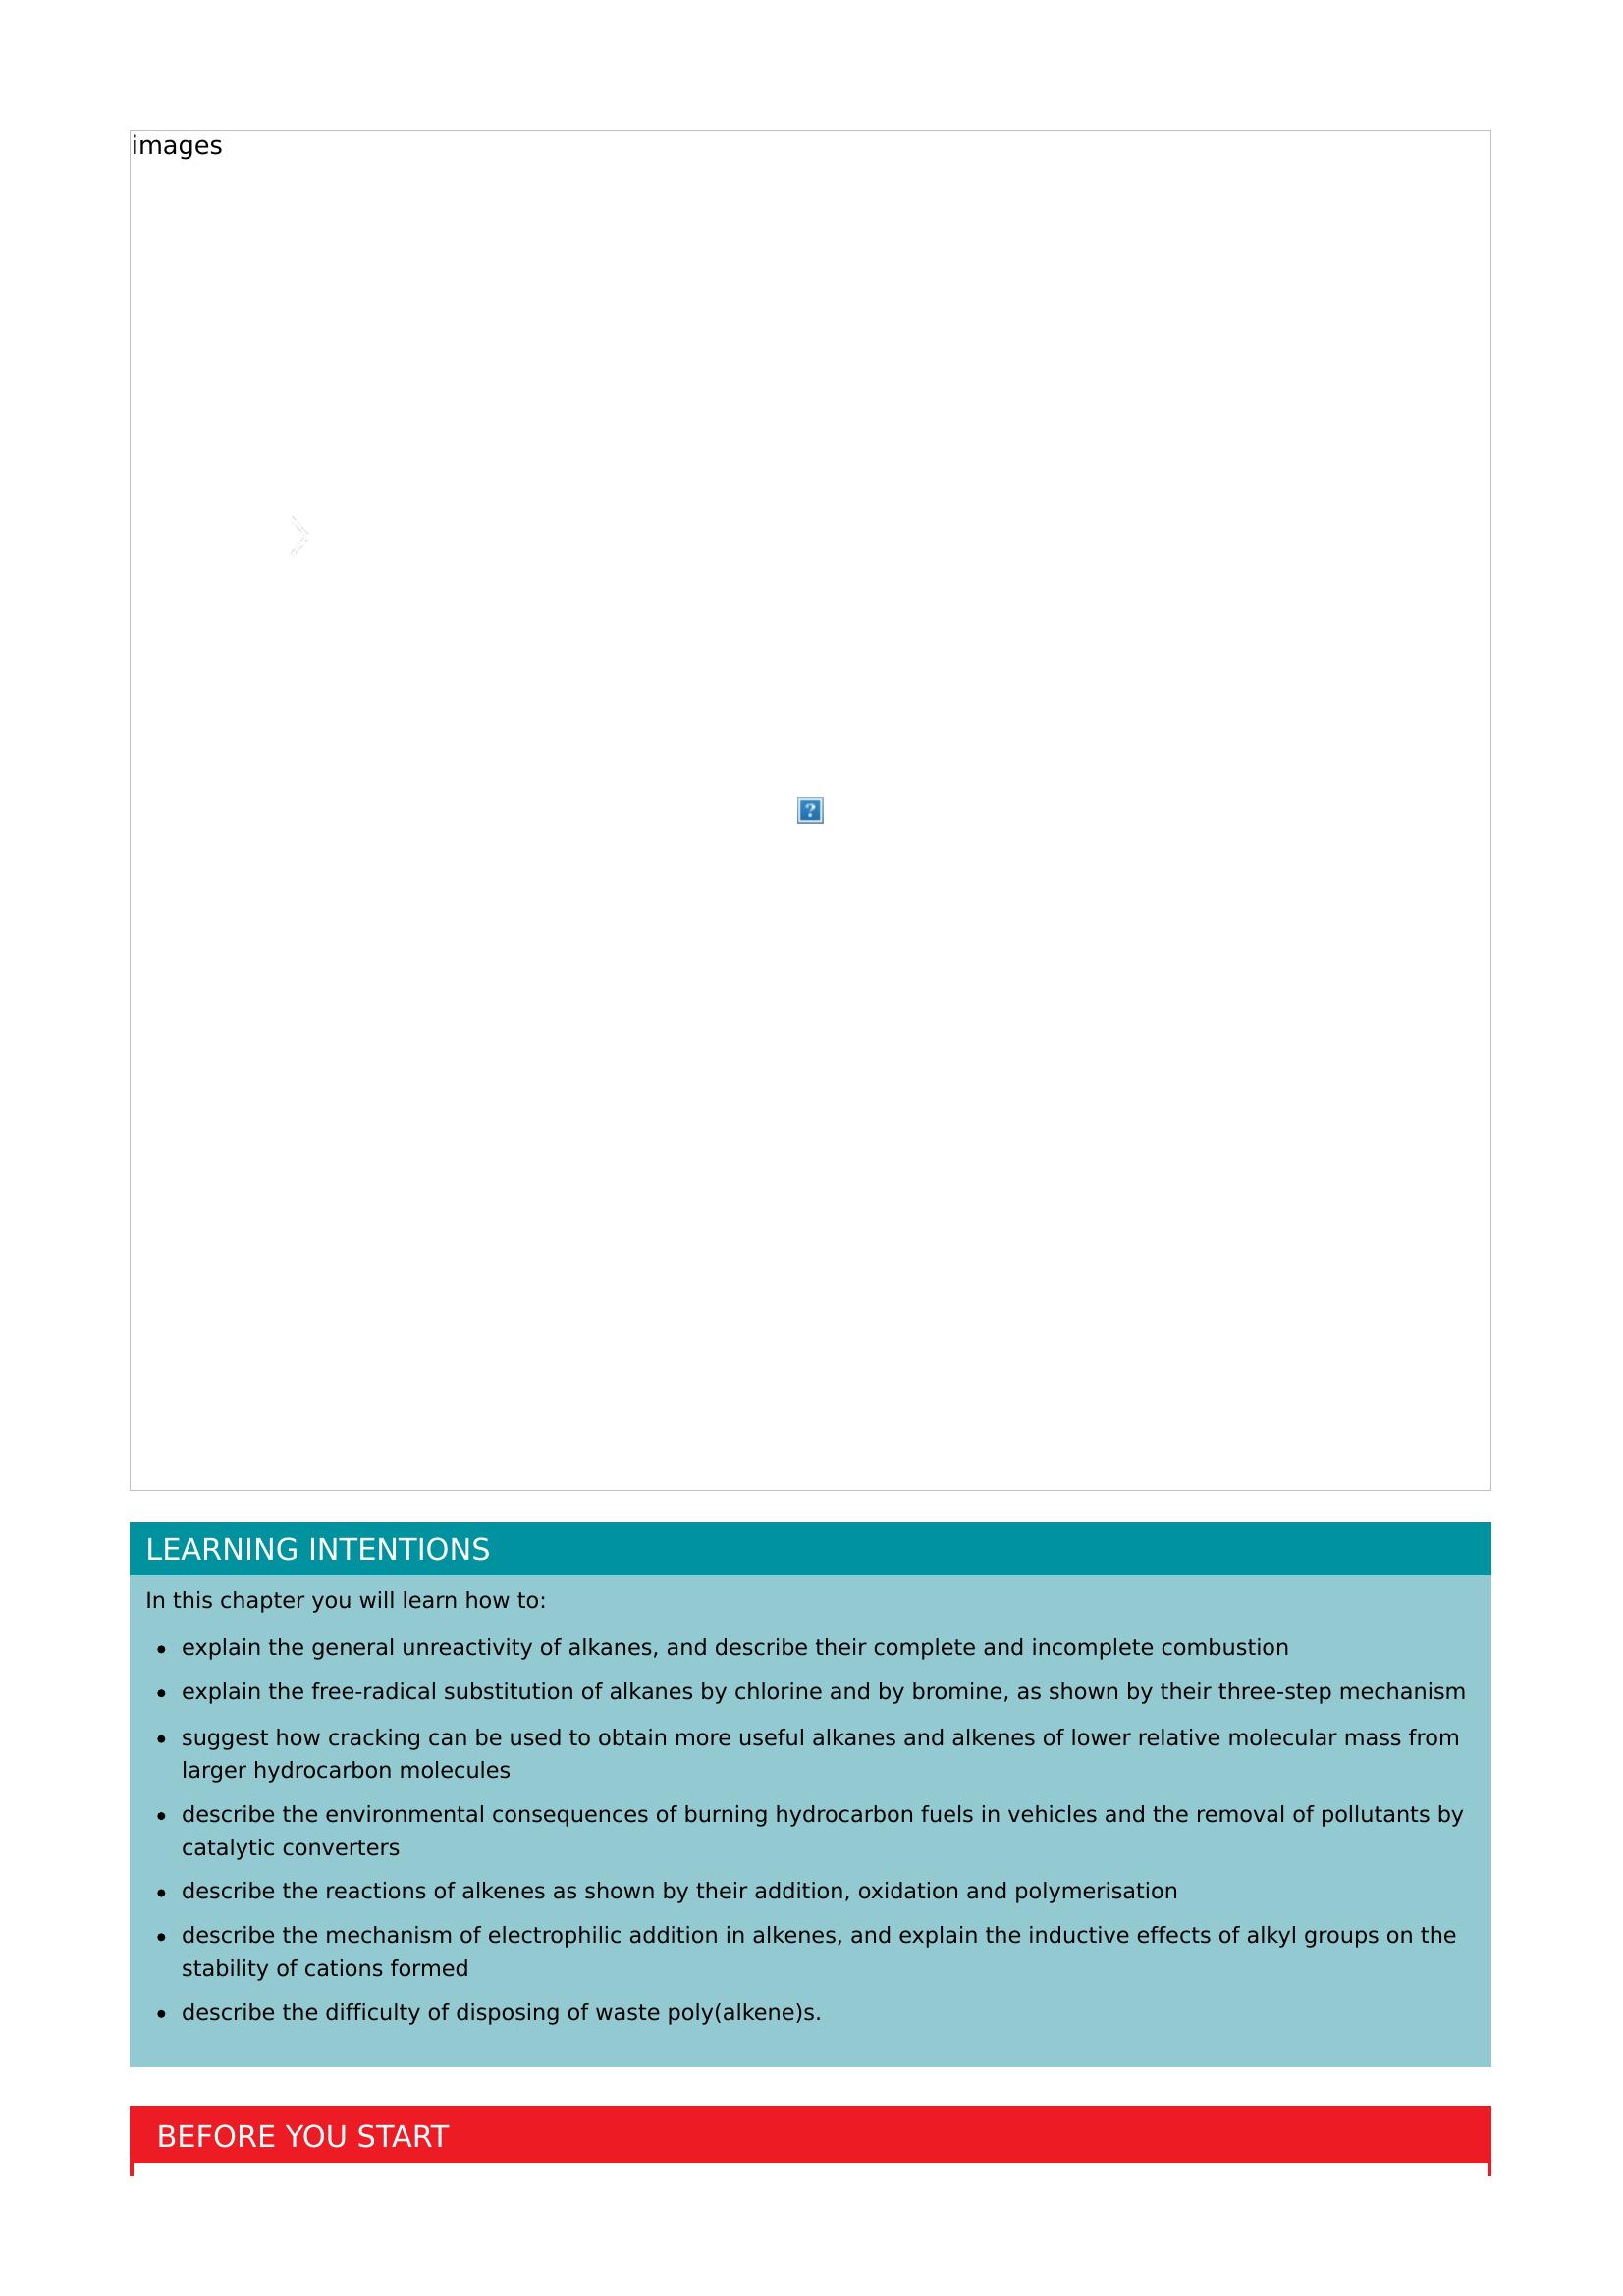 images
?
LEARNING INTENTIONS
In this chapter you will learn how to:
• explain the general unreactivity of alkanes, and describe their complete and incomplete combustion
• explain the free-radical substitution of alkanes by chlorine and by bromine, as shown by their three-step mechanism
• suggest how cracking can be used to obtain more useful alkanes and alkenes of lower relative molecular mass from
larger hydrocarbon molecules
• describe the environmental consequences of burning hydrocarbon fuels in vehicles and the removal of pollutants by
catalytic converters
• describe the reactions of alkenes as shown by their addition, oxidation and polymerisation
• describe the mechanism of electrophilic addition in alkenes, and explain the inductive effects of alkyl groups on the
stability of cations formed
• describe the difficulty of disposing of waste poly(alkene)s.
BEFORE YOU START